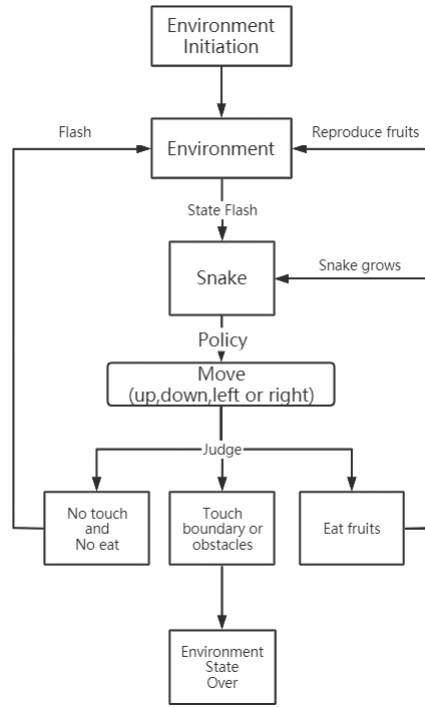 Environment
Initiation
Flash
Reproduce fruits
Environment
State Flash
Snake grows
Snake
Policy
Move
(up,down,left or right)
Judge
No touch
and
No eat
Touch
boundary or
obstacles
Eat fruits
Environment
State
Over